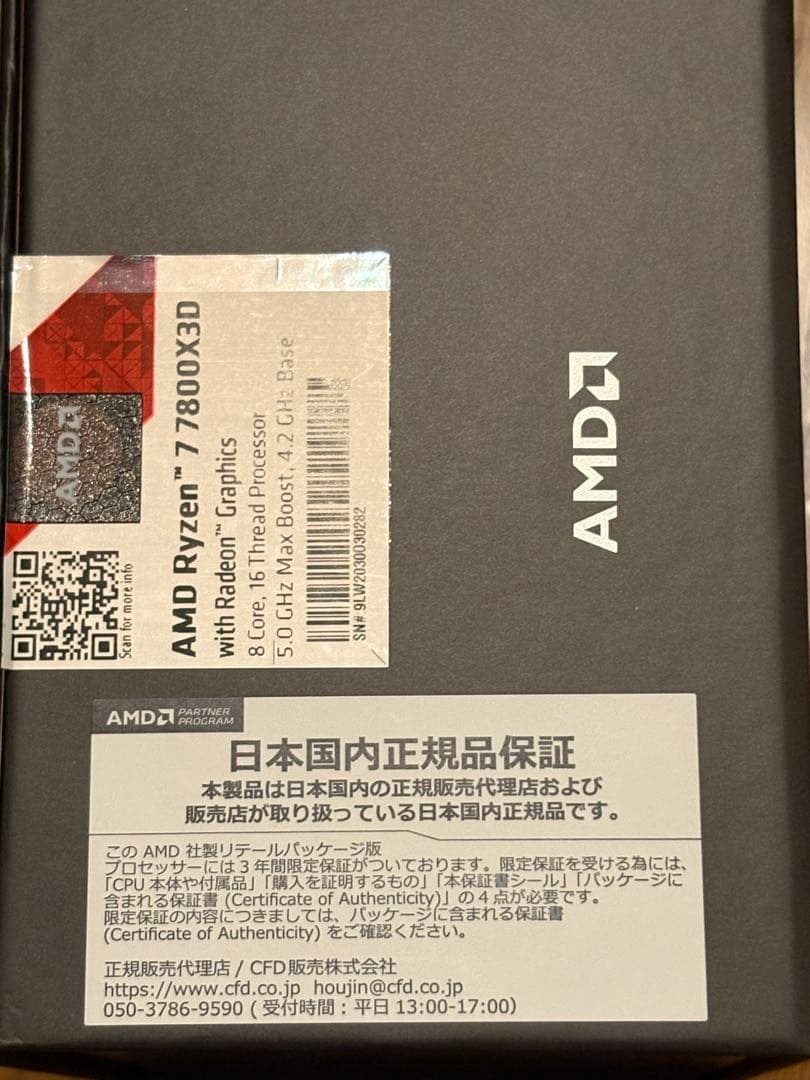 AMD
AMD Ryzen™ 7 7800X3D
with Radeon™ Graphics
8 Core, 16 Thread Processor
5.0 GHz Max Boost, 4.2 GHz Base
SN# 9LW2030030282
Scan for more info
AMD
AMD PARTNER
PROGRAM
日本国内正規品保証
本製品は日本国内の正規販売代理店および
販売店が取り扱っている日本国内正規品です。
この AMD 社製リテールパッケージ版
プロセッサーには3年間限定保証がついております。限定保証を受ける為には、
「CPU 本体や付属品」「購入を証明するもの」「本保証書シール」「パッケージに
含まれる保証書 (Certificate of Authenticity)」の4点が必要です。
限定保証の内容につきましては、パッケージに含まれる保証書
(Certificate of Authenticity) をご確認ください。
正規販売代理店 / CFD販売株式会社
https://www.cfd.co.jp houjin@cfd.co.jp
050-3786-9590 ( 受付時間：平日 13:00-17:00)